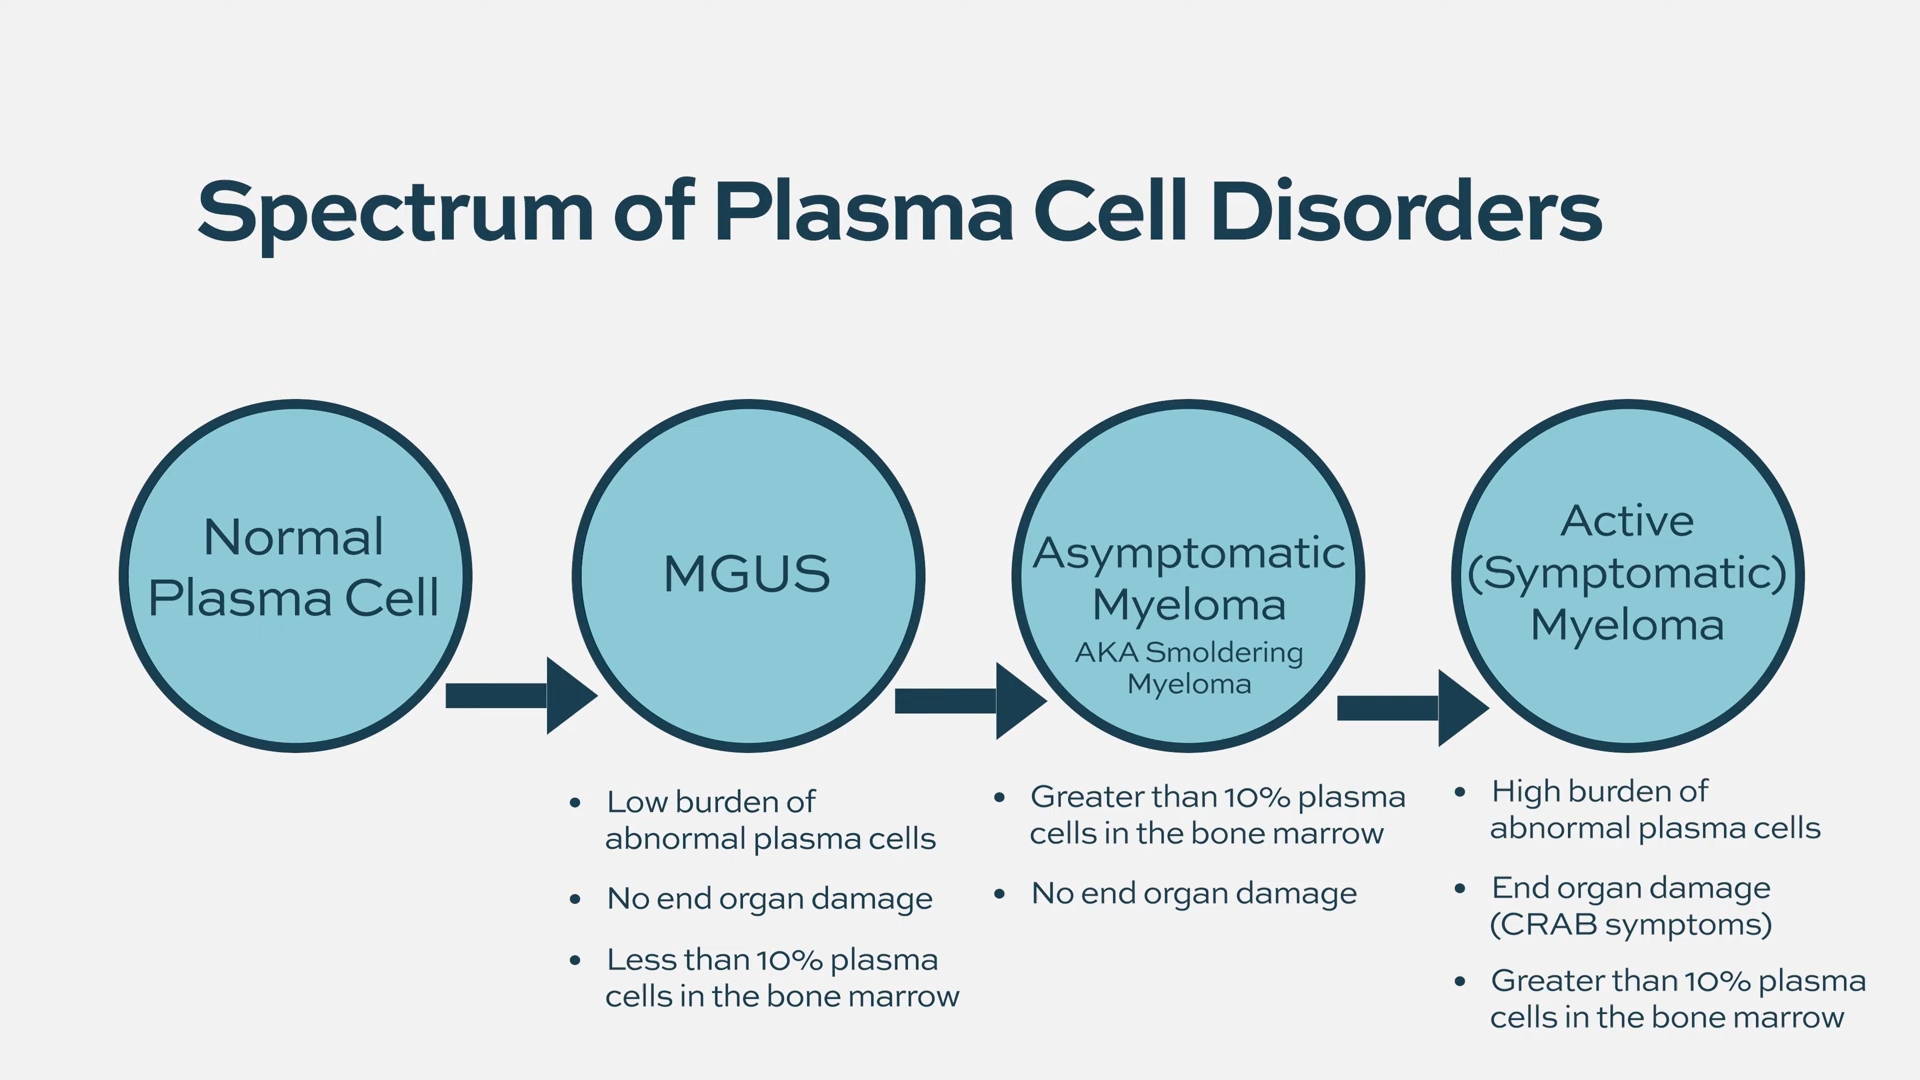 Spectrum of Plasma Cell Disorders
Normal
Plasma Cell
MGUS
Asymptomatic
Myeloma
AKA Smoldering
Myeloma
Active
(Symptomatic)
Myeloma
• Low burden of
abnormal plasma cells
• No end organ damage
• Less than 10% plasma
cells in the bone marrow
• Greater than 10% plasma
cells in the bone marrow
• No end organ damage
• High burden of
abnormal plasma cells
• End organ damage
(CRAB symptoms)
• Greater than 10% plasma
cells in the bone marrow